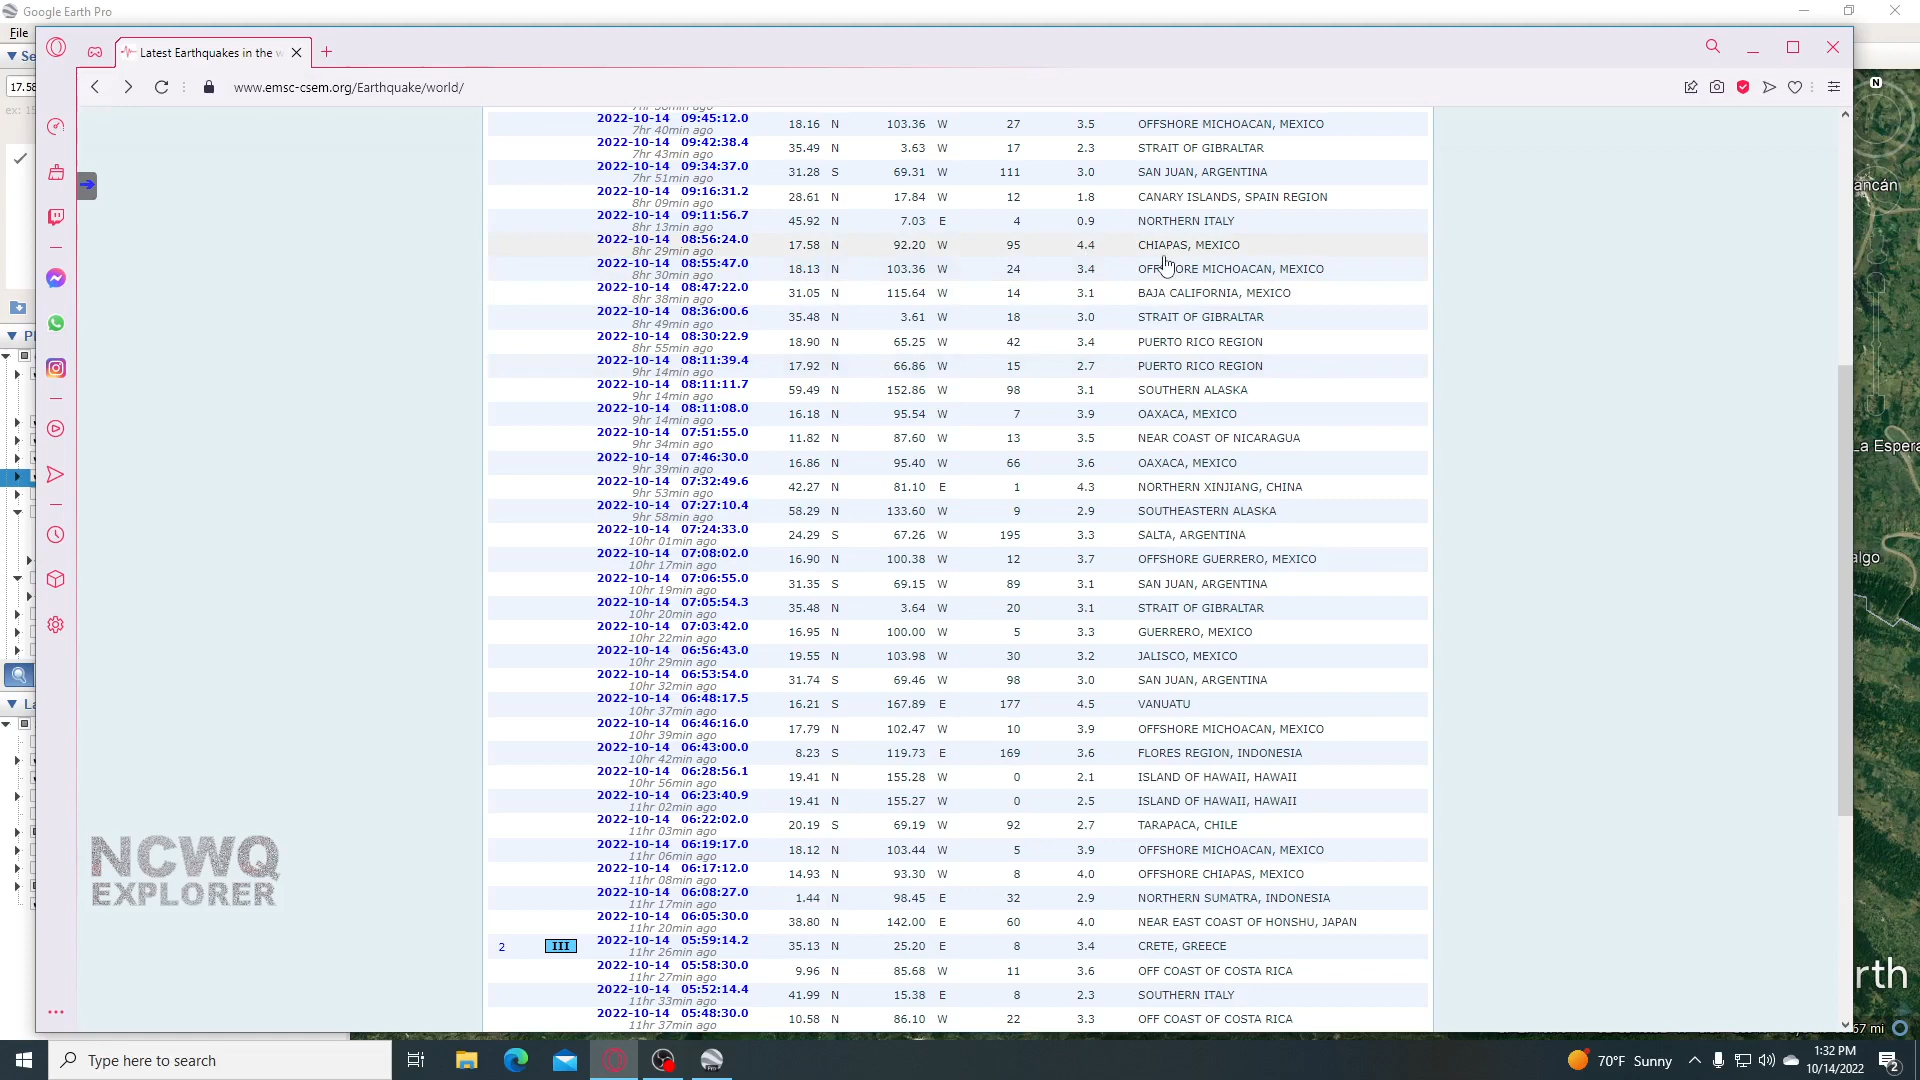 Google Earth Pro
File
Latest Earthquakes in the w
www.emsc-csem.org/Earthquake/world/
17.58
7hr 38min ago
2022-10-14 09:45:12.0 7hr 40min ago 18.16 N 103.36 W 27 3.5 OFFSHORE MICHOACAN, MEXICO
2022-10-14 09:42:38.4 7hr 43min ago 35.49 N 3.63 W 17 2.3 STRAIT OF GIBRALTAR
2022-10-14 09:34:37.0 7hr 51min ago 31.28 S 69.31 W 111 3.0 SAN JUAN, ARGENTINA
2022-10-14 09:16:31.2 8hr 09min ago 28.61 N 17.84 W 12 1.8 CANARY ISLANDS, SPAIN REGION
2022-10-14 09:11:56.7 8hr 13min ago 45.92 N 7.03 E 4 0.9 NORTHERN ITALY
2022-10-14 08:56:24.0 8hr 29min ago 17.58 N 92.20 W 95 4.4 CHIAPAS, MEXICO
2022-10-14 08:55:47.0 8hr 30min ago 18.13 N 103.36 W 24 3.4 OFFSHORE MICHOACAN, MEXICO
2022-10-14 08:47:22.0 8hr 38min ago 31.05 N 115.64 W 14 3.1 BAJA CALIFORNIA, MEXICO
2022-10-14 08:36:00.6 8hr 49min ago 35.48 N 3.61 W 18 3.0 STRAIT OF GIBRALTAR
2022-10-14 08:30:22.9 8hr 55min ago 18.90 N 65.25 W 42 3.4 PUERTO RICO REGION
2022-10-14 08:11:39.4 9hr 14min ago 17.92 N 66.86 W 15 2.7 PUERTO RICO REGION
2022-10-14 08:11:11.7 9hr 14min ago 59.49 N 152.86 W 98 3.1 SOUTHERN ALASKA
2022-10-14 08:11:08.0 9hr 14min ago 16.18 N 95.54 W 7 3.9 OAXACA, MEXICO
2022-10-14 07:51:55.0 9hr 34min ago 11.82 N 87.60 W 13 3.5 NEAR COAST OF NICARAGUA
2022-10-14 07:46:30.0 9hr 39min ago 16.86 N 95.40 W 66 3.6 OAXACA, MEXICO
2022-10-14 07:32:49.6 9hr 53min ago 42.27 N 81.10 E 1 4.3 NORTHERN XINJIANG, CHINA
2022-10-14 07:27:10.4 9hr 58min ago 58.29 N 133.60 W 9 2.9 SOUTHEASTERN ALASKA
2022-10-14 07:24:33.0 10hr 01min ago 24.29 S 67.26 W 195 3.3 SALTA, ARGENTINA
2022-10-14 07:08:02.0 10hr 17min ago 16.90 N 100.38 W 12 3.7 OFFSHORE GUERRERO, MEXICO
2022-10-14 07:06:55.0 10hr 19min ago 31.35 S 69.15 W 89 3.1 SAN JUAN, ARGENTINA
2022-10-14 07:05:54.3 10hr 20min ago 35.48 N 3.64 W 20 3.1 STRAIT OF GIBRALTAR
2022-10-14 07:03:42.0 10hr 22min ago 16.95 N 100.00 W 5 3.3 GUERRERO, MEXICO
2022-10-14 06:56:43.0 10hr 29min ago 19.55 N 103.98 W 30 3.2 JALISCO, MEXICO
2022-10-14 06:53:54.0 10hr 32min ago 31.74 S 69.46 W 98 3.0 SAN JUAN, ARGENTINA
2022-10-14 06:48:17.5 10hr 37min ago 16.21 S 167.89 E 177 4.5 VANUATU
2022-10-14 06:46:16.0 10hr 39min ago 17.79 N 102.47 W 10 3.9 OFFSHORE MICHOACAN, MEXICO
2022-10-14 06:43:00.0 10hr 42min ago 8.23 S 119.73 E 169 3.6 FLORES REGION, INDONESIA
2022-10-14 06:28:56.1 10hr 56min ago 19.41 N 155.28 W 0 2.1 ISLAND OF HAWAII, HAWAII
2022-10-14 06:23:40.9 11hr 02min ago 19.41 N 155.27 W 0 2.5 ISLAND OF HAWAII, HAWAII
2022-10-14 06:22:02.0 11hr 03min ago 20.19 S 69.19 W 92 2.7 TARAPACA, CHILE
2022-10-14 06:19:17.0 11hr 06min ago 18.12 N 103.44 W 5 3.9 OFFSHORE MICHOACAN, MEXICO
2022-10-14 06:17:12.0 11hr 08min ago 14.93 N 93.30 W 8 4.0 OFFSHORE CHIAPAS, MEXICO
2022-10-14 06:08:27.0 11hr 17min ago 1.44 N 98.45 E 32 2.9 NORTHERN SUMATRA, INDONESIA
2022-10-14 06:05:30.0 11hr 20min ago 38.80 N 142.00 E 60 4.0 NEAR EAST COAST OF HONSHU, JAPAN
2 III 2022-10-14 05:59:14.2 11hr 26min ago 35.13 N 25.20 E 8 3.4 CRETE, GREECE
2022-10-14 05:58:30.0 11hr 27min ago 9.96 N 85.68 W 11 3.6 OFF COAST OF COSTA RICA
2022-10-14 05:52:14.4 11hr 33min ago 41.99 N 15.38 E 8 2.3 SOUTHERN ITALY
2022-10-14 05:48:30.0 11hr 37min ago 10.58 N 86.10 W 22 3.3 OFF COAST OF COSTA RICA
NCWQ
EXPLORER
N
ancán
La Espera
algo
rth
Type here to search
70°F Sunny
1:32 PM
10/14/2022
2